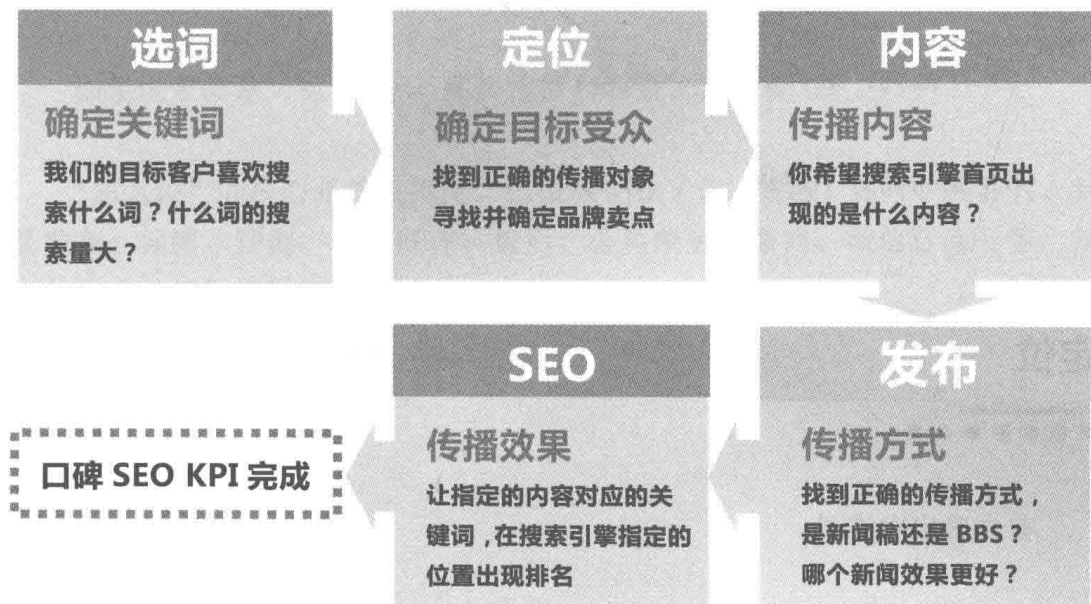 选词
确定关键词
我们的目标客户喜欢搜
索什么词？什么词的搜
索量大？
定位
确定目标受众
找到正确的传播对象
寻找并确定品牌卖点
内容
传播内容
你希望搜索引擎首页出
现的是什么内容？
发布
传播方式
找到正确的传播方式，
是新闻稿还是 BBS？
哪个新闻效果更好？
SEO
传播效果
让指定的内容对应的关
键词，在搜索引擎指定的
位置出现排名
口碑 SEO KPI 完成